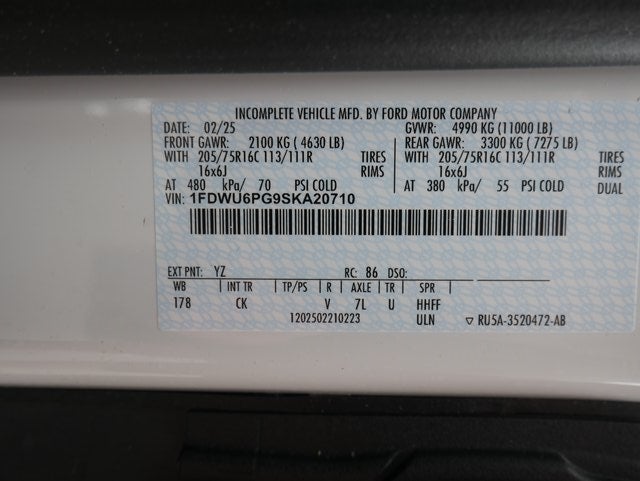 INCOMPLETE VEHICLE MFD. BY FORD MOTOR COMPANY
DATE: 02/25 GVWR: 4990 KG (11000 LB)
FRONT GAWR: 2100 KG ( 4630 LB) REAR GAWR: 3300 KG ( 7275 LB)
WITH 205/75R16C 113/111R TIRES WITH 205/75R16C 113/111R TIRES
16x6J RIMS 16x6J RIMS
AT 480 kPa/ 70 PSI COLD AT 380 kPa/ 55 PSI COLD DUAL
VIN: 1FDWU6PG9SKA20710
EXT PNT: YZ RC: 86 DSO:
WB INT TR TP/PS R AXLE TR SPR
178 CK V 7L U HHFF
1202502210223 ULN ▽ RU5A-3520472-AB